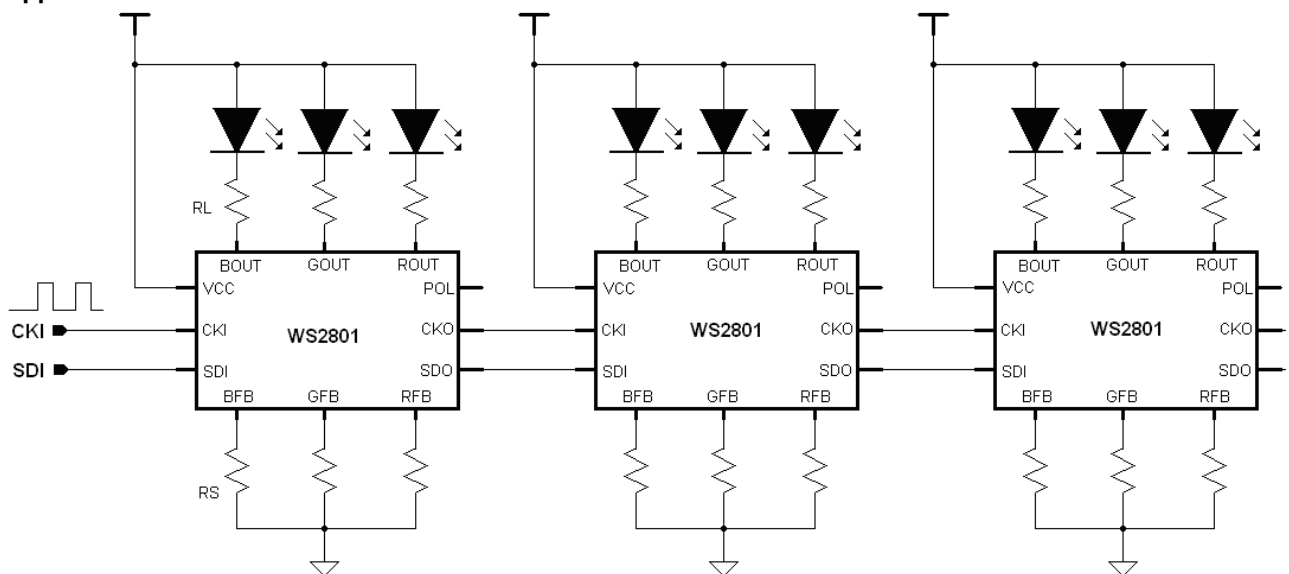 RL
BOUT GOUT ROUT
VCC POL
CKI CKI CKO
WS2801
SDI SDI SDO
BFB GFB RFB
RS
BOUT GOUT ROUT
VCC POL
CKI CKO
WS2801
SDI SDO
BFB GFB RFB
BOUT GOUT ROUT
VCC POL
CKI CKO
WS2801
SDI SDO
BFB GFB RFB